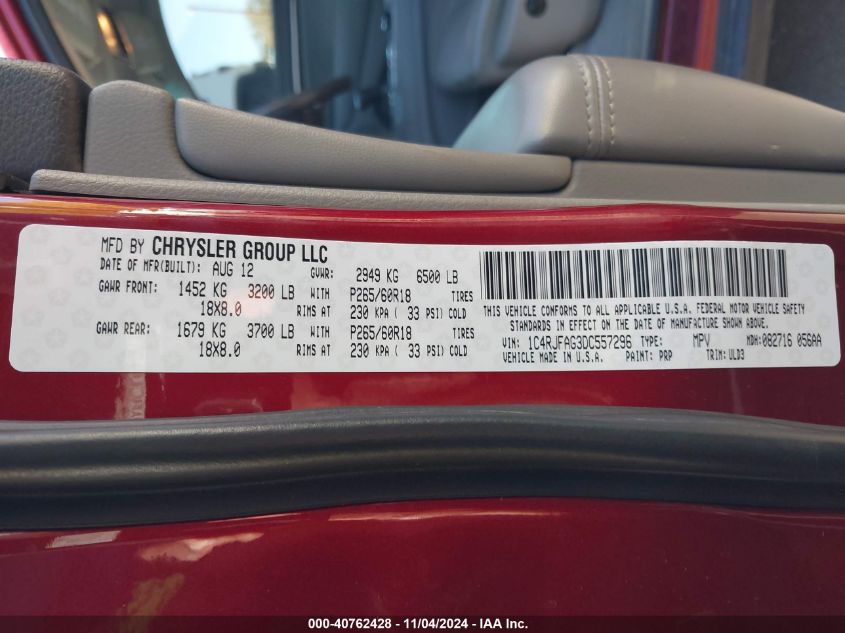 MFD BY CHRYSLER GROUP LLC
DATE OF MFR(BUILT): AUG 12 GVWR: 2949 KG 6500 LB
GAWR FRONT: 1452 KG 3200 LB WITH P265/60R18 TIRES
18X8.0 RIMS AT 230 KPA ( 33 PSI) COLD
GAWR REAR: 1679 KG 3700 LB WITH P265/60R18 TIRES
18X8.0 RIMS AT 230 KPA ( 33 PSI) COLD
THIS VEHICLE CONFORMS TO ALL APPLICABLE U.S.A. FEDERAL MOTOR VEHICLE SAFETY
STANDARDS IN EFFECT ON THE DATE OF MANUFACTURE SHOWN ABOVE.
VIN: 1C4RJFAG3DC557296 TYPE: MPV MDH: 082716 056AA
VEHICLE MADE IN U.S.A. PAINT: PRP TRIM: ULD3
000-40762428 - 11/04/2024 - IAA Inc.